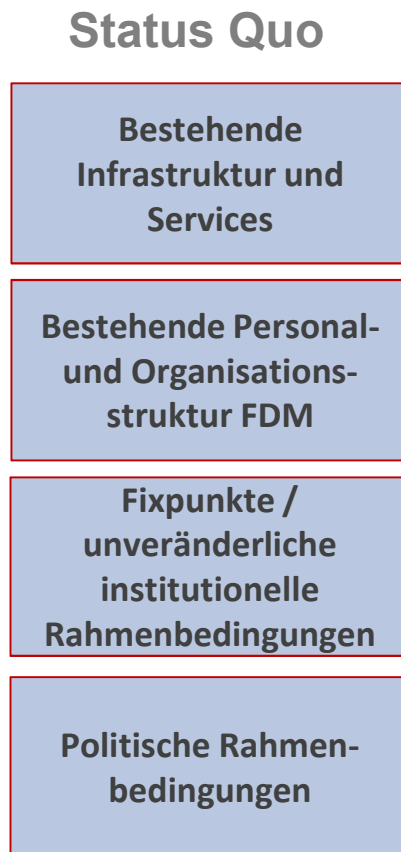 Status Quo
Bestehende
Infrastruktur und
Services
Bestehende Personal-
und Organisations-
struktur FDM
Fixpunkte /
unveränderliche
institutionelle
Rahmenbedingungen
Politische Rahmen-
bedingungen